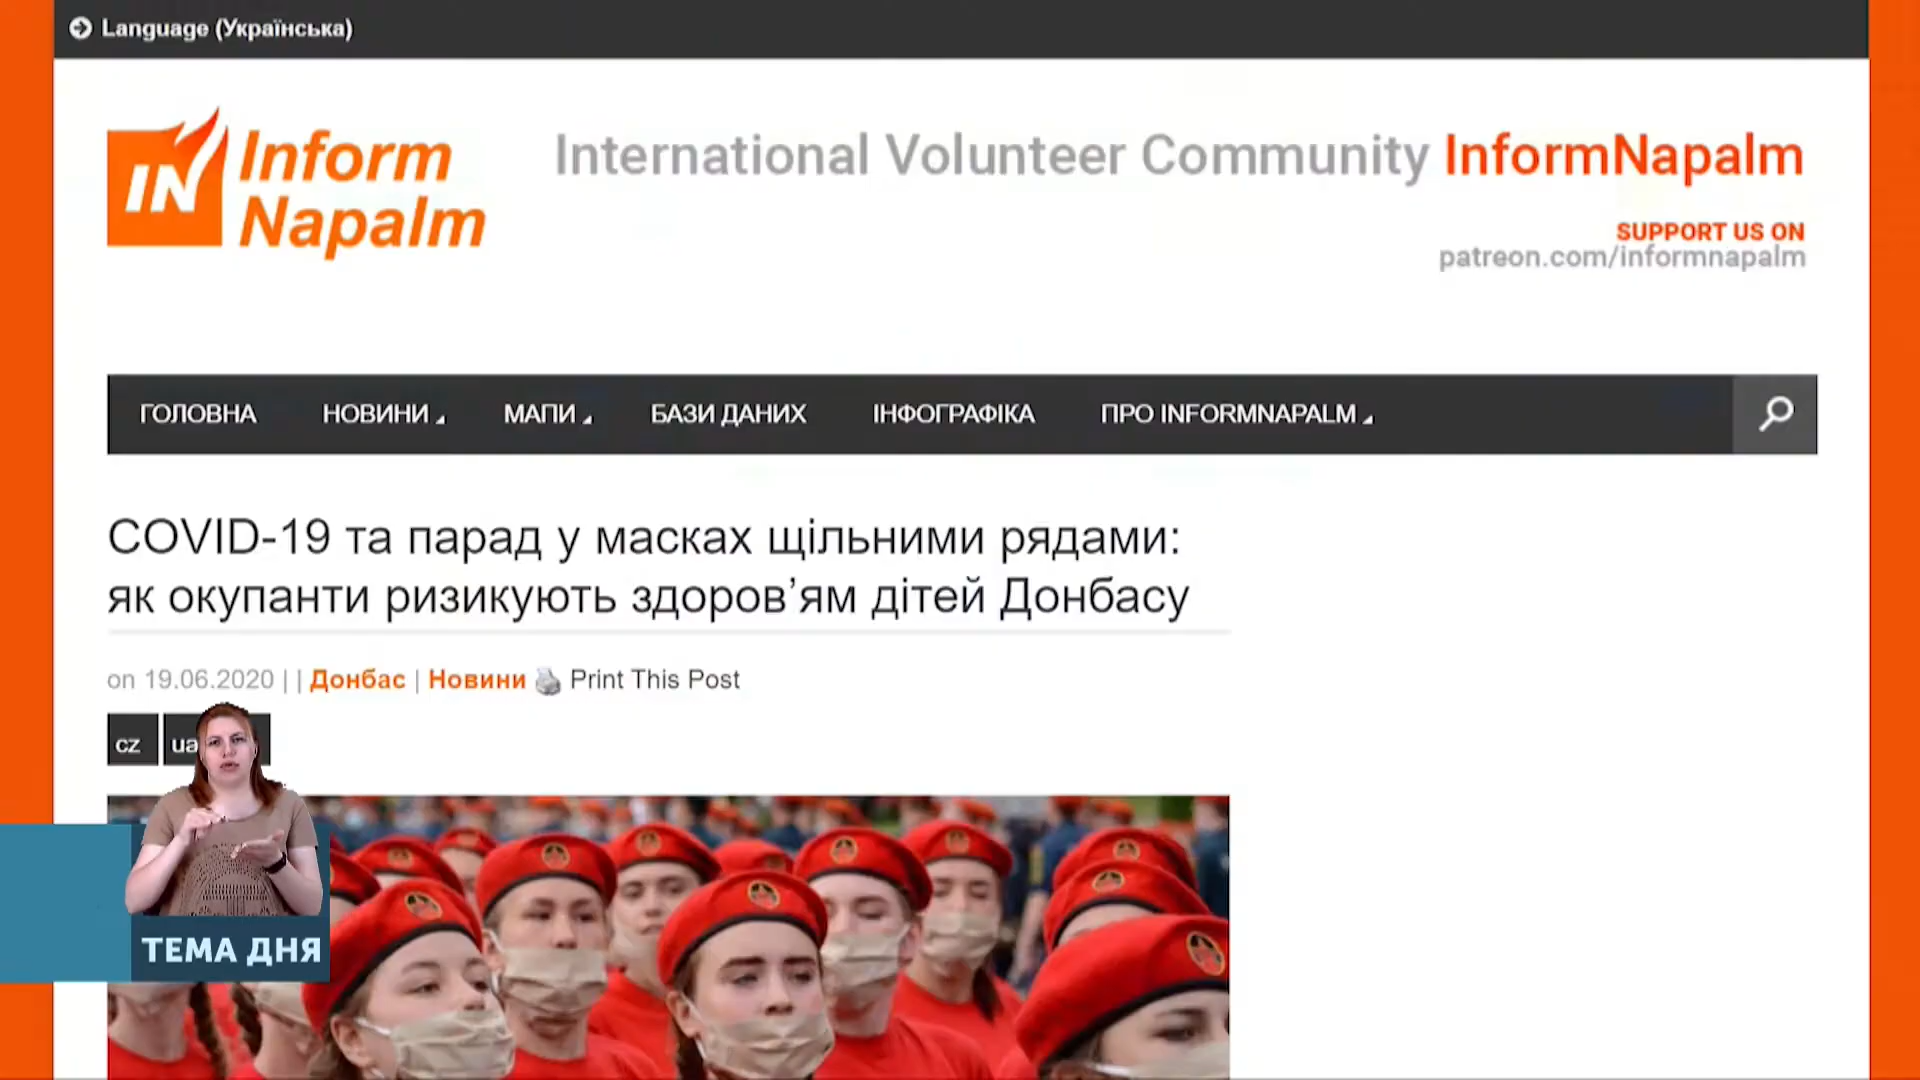 Language (Українська)
IN
Inform
Napalm
International Volunteer Community InformNapalm
SUPPORT US ON
patreon.com/informnapalm
ГОЛОВНА НОВИНИ МАПИ БАЗИ ДАНИХ ІНФОГРАФІКА ПРО INFORMNAPALM
COVID-19 та парад у масках щільними рядами:
як окупанти ризикують здоров’ям дітей Донбасу
on 19.06.2020 | | Донбас | Новини Print This Post
cz ua
ТЕМА ДНЯ